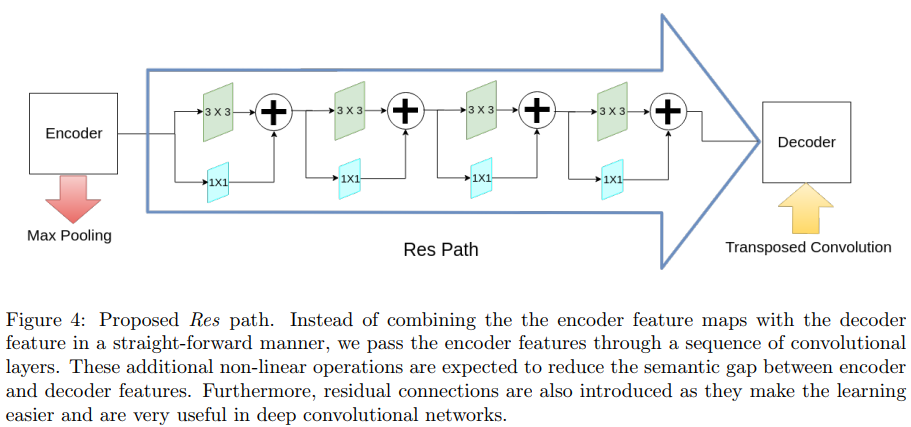 Encoder
3 X 3
3 X 3
3 X 3
3 X 3
1X1
1X1
1X1
1X1
Decoder
Max Pooling
Res Path
Transposed Convolution
Figure 4: Proposed Res path. Instead of combining the the encoder feature maps with the decoder
feature in a straight-forward manner, we pass the encoder features through a sequence of convolutional
layers. These additional non-linear operations are expected to reduce the semantic gap between encoder
and decoder features. Furthermore, residual connections are also introduced as they make the learning
easier and are very useful in deep convolutional networks.